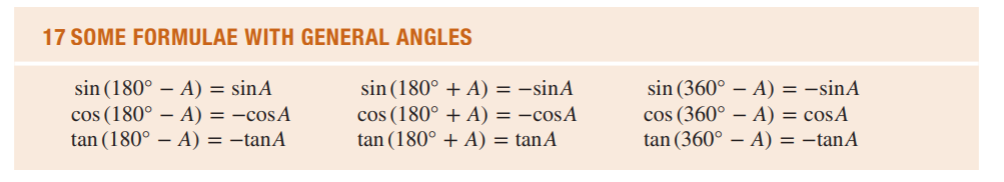 17 SOME FORMULAE WITH GENERAL ANGLES
sin (180° − A) = sinA
cos (180° − A) = −cosA
tan (180° − A) = −tanA
sin (180° + A) = −sinA
cos (180° + A) = −cosA
tan (180° + A) = tanA
sin (360° − A) = −sinA
cos (360° − A) = cosA
tan (360° − A) = −tanA